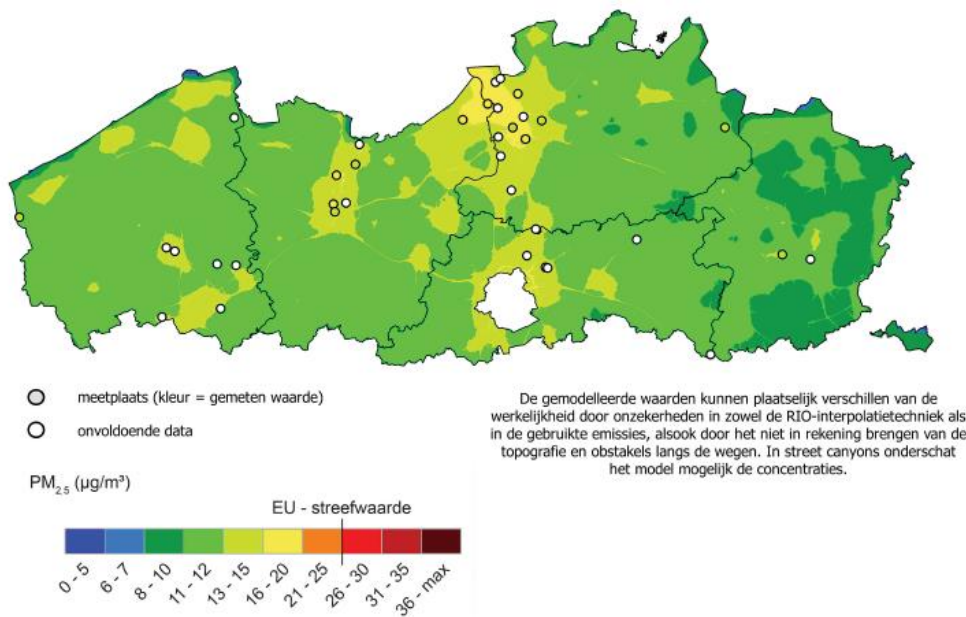 meetplaats (kleur = gemeten waarde)
onvoldoende data
De gemodelleerde waarden kunnen plaatselijk verschillen van de
werkelijkheid door onzekerheden in zowel de RIO-interpolatietechniek als
in de gebruikte emissies, alsook door het niet in rekening brengen van de
topografie en obstakels langs de wegen. In street canyons onderschat
het model mogelijk de concentraties.
PM2.5 (µg/m³)
EU - streefwaarde
0 - 5
6 - 7
8 - 10
11 - 12
13 - 15
16 - 20
21 - 25
26 - 30
31 - 35
36 - max